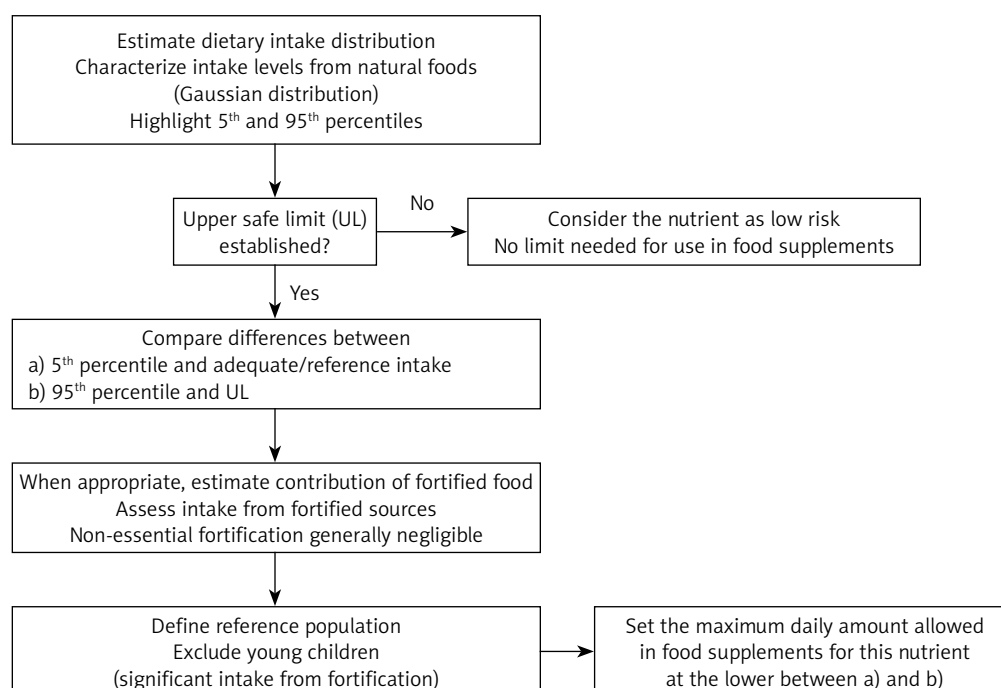 Estimate dietary intake distribution
Characterize intake levels from natural foods
(Gaussian distribution)
Highlight 5th and 95th percentiles
Upper safe limit (UL)
established?
No
Consider the nutrient as low risk
No limit needed for use in food supplements
Yes
Compare differences between
a) 5th percentile and adequate/reference intake
b) 95th percentile and UL
When appropriate, estimate contribution of fortified food
Assess intake from fortified sources
Non-essential fortification generally negligible
Define reference population
Exclude young children
(significant intake from fortification)
Set the maximum daily amount allowed
in food supplements for this nutrient
at the lower between a) and b)